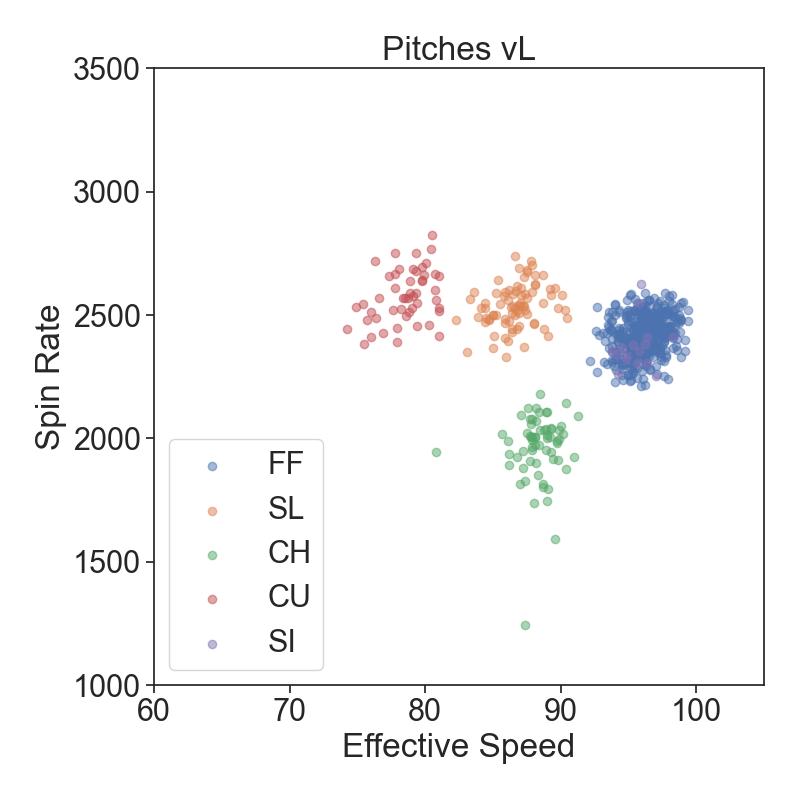 Pitches vL
3500
3000
2500
2000
1500
1000
Spin Rate
FF
SL
CH
CU
SI
60 70 80 90 100
Effective Speed